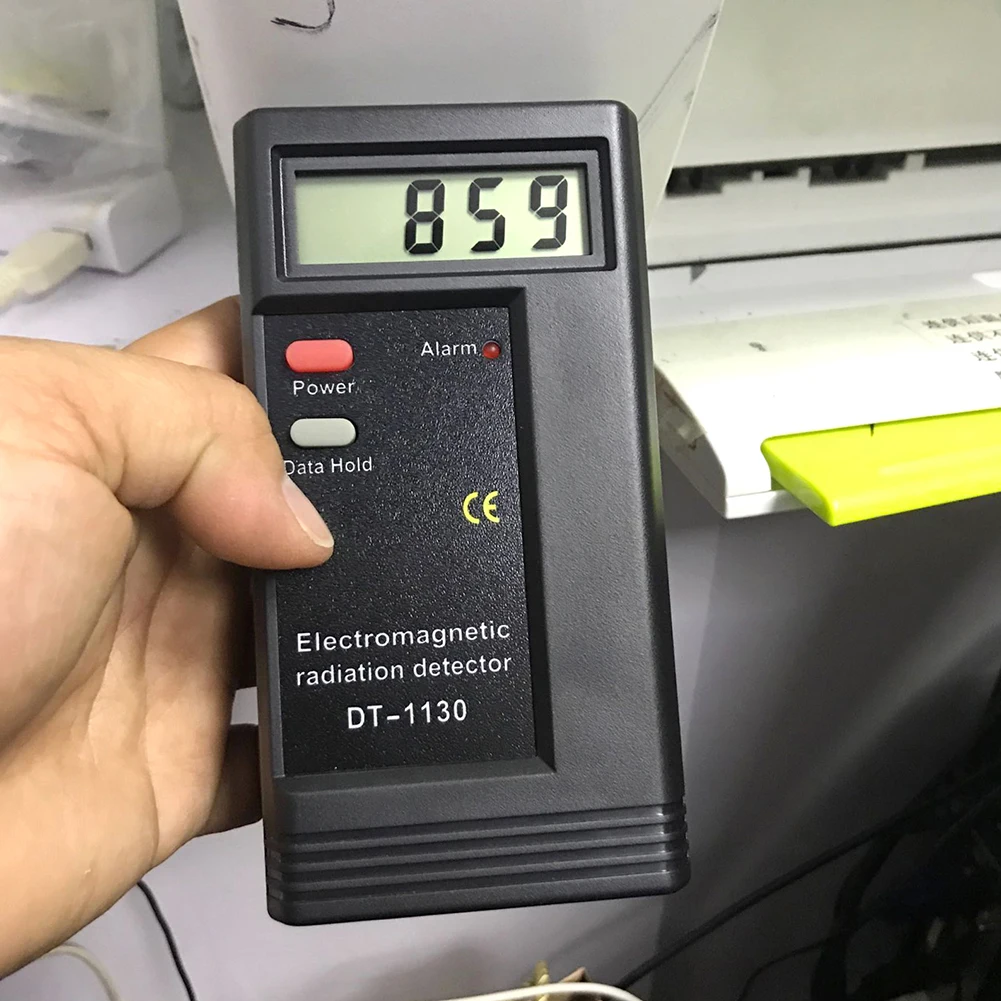 859
Alarm
Power
Data Hold
CE
Electromagnetic
radiation detector
DT-1130